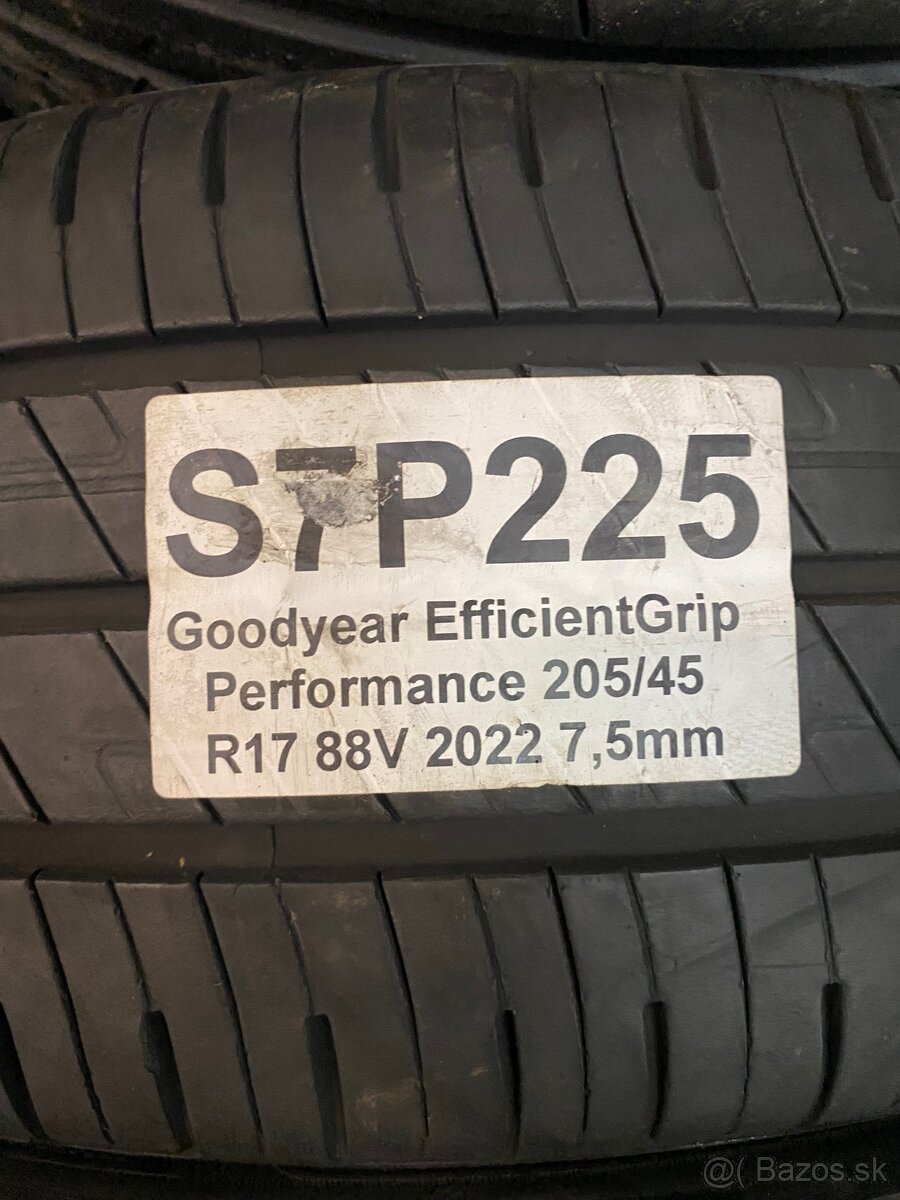 S7P225
Goodyear EfficientGrip
Performance 205/45
R17 88V 2022 7,5mm
@( Bazos.sk